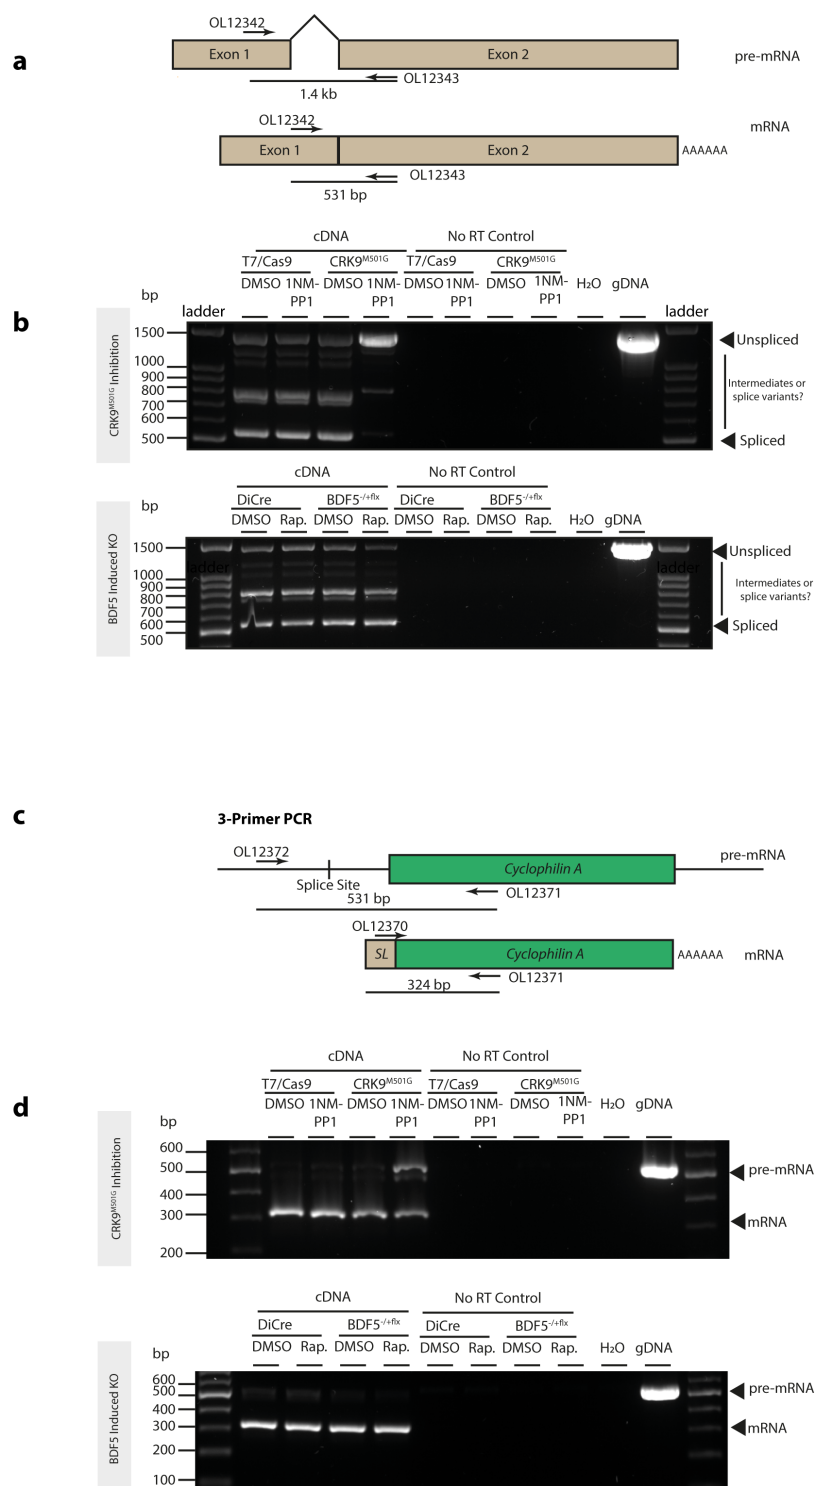 a
OL12342
Exon 1
Exon 2
pre-mRNA
OL12343
1.4 kb
OL12342
mRNA
Exon 1
Exon 2
AAAAAA
OL12343
531 bp
b
CRK9M501G Inhibition
cDNA
No RT Control
T7/Cas9
CRK9M501G
T7/Cas9
CRK9M501G
bp
ladder
DMSO
1NM-PP1
DMSO
1NM-PP1
DMSO
1NM-PP1
DMSO
1NM-PP1
H2O
gDNA
ladder
1500
1000
900
800
700
600
500
Unspliced
Intermediates or
splice variants?
Spliced
BDF5 Induced KO
cDNA
No RT Control
DiCre
BDF5-/+flx
DiCre
BDF5-/+flx
bp
DMSO
Rap.
DMSO
Rap.
DMSO
Rap.
DMSO
Rap.
H2O
gDNA
ladder
ladder
1500
1000
900
800
700
600
500
Unspliced
Intermediates or
splice variants?
Spliced
c
3-Primer PCR
OL12372
Cyclophilin A
pre-mRNA
Splice Site
OL12371
531 bp
OL12370
SL
Cyclophilin A
AAAAAA
mRNA
OL12371
324 bp
d
CRK9M501G Inhibition
cDNA
No RT Control
T7/Cas9
CRK9M501G
T7/Cas9
CRK9M501G
bp
DMSO
1NM-PP1
DMSO
1NM-PP1
DMSO
1NM-PP1
DMSO
1NM-PP1
H2O
gDNA
600
500
400
300
200
pre-mRNA
mRNA
BDF5 Induced KO
cDNA
No RT Control
DiCre
BDF5-/+flx
DiCre
BDF5-/+flx
bp
DMSO
Rap.
DMSO
Rap.
DMSO
Rap.
DMSO
Rap.
H2O
gDNA
600
500
400
300
200
100
pre-mRNA
mRNA